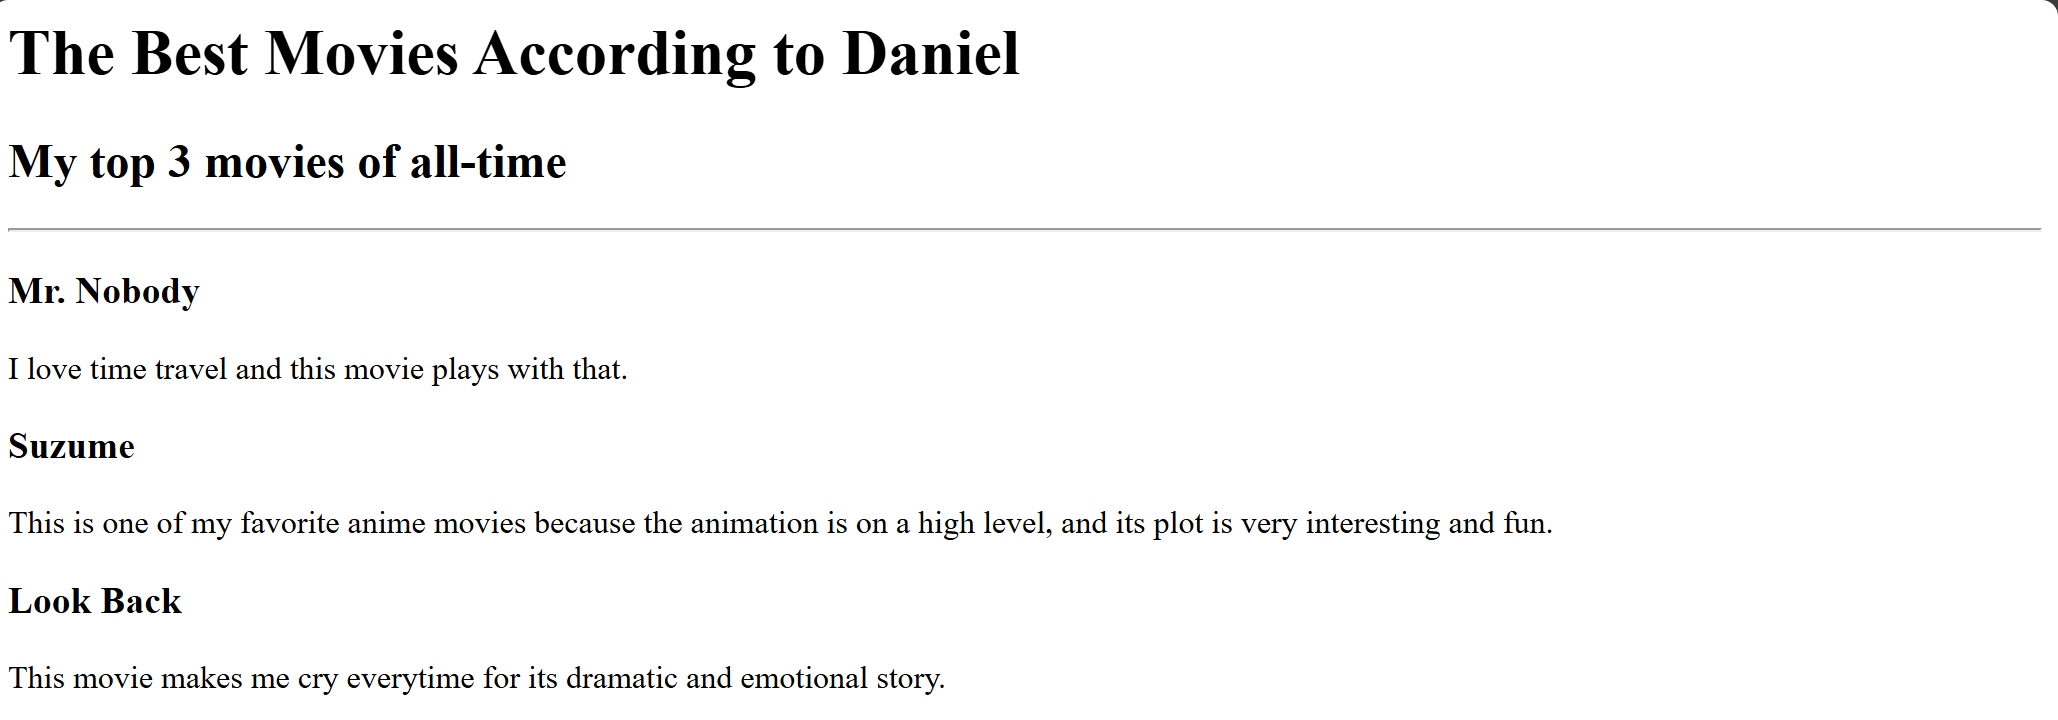 The Best Movies According to Daniel
My top 3 movies of all-time
Mr. Nobody
I love time travel and this movie plays with that.
Suzume
This is one of my favorite anime movies because the animation is on a high level, and its plot is very interesting and fun.
Look Back
This movie makes me cry everytime for its dramatic and emotional story.